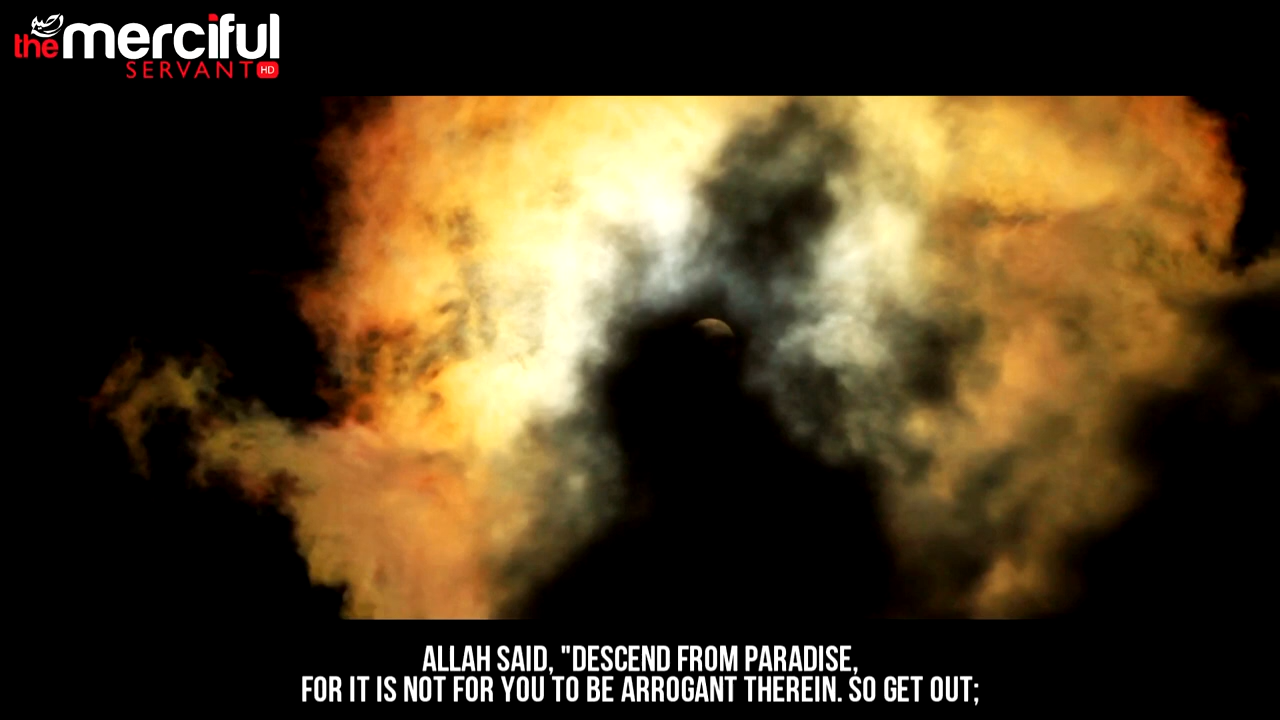 the merciful
SERVANT HD
ALLAH SAID, "DESCEND FROM PARADISE,
FOR IT IS NOT FOR YOU TO BE ARROGANT THEREIN. SO GET OUT;